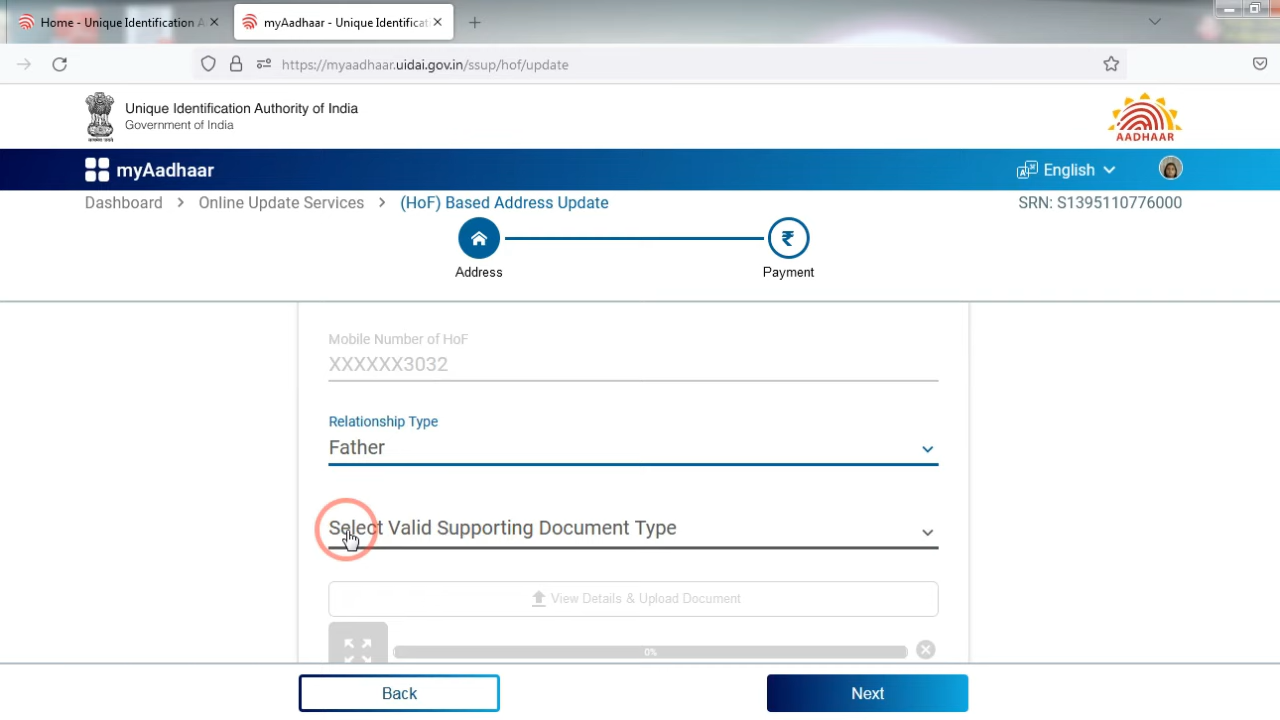 Home - Unique Identification A
myAadhaar - Unique Identificati
https://myaadhaar.uidai.gov.in/ssup/hof/update
Unique Identification Authority of India
Government of India
AADHAAR
myAadhaar
English
Dashboard > Online Update Services > (HoF) Based Address Update
SRN: S1395110776000
₹
Address
Payment
Mobile Number of HoF
XXXXXX3032
Relationship Type
Father
Select Valid Supporting Document Type
View Details & Upload Document
0%
Back
Next